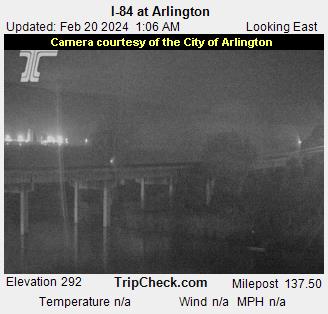 I-84 at Arlington
Updated: Feb 20 2024 1:06 AM Looking East
Camera courtesy of the City of Arlington
Elevation 292 TripCheck.com Milepost 137.50
Temperature n/a Wind n/a MPH n/a